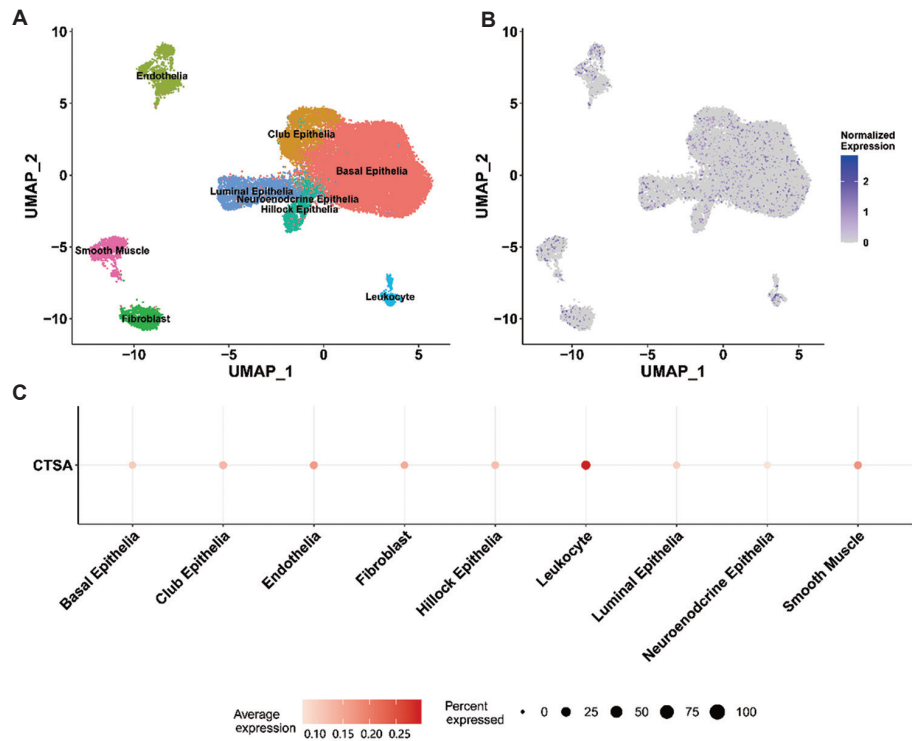 A
B
10
5
0
−5
−10
UMAP_2
−10
−5
0
5
UMAP_1
Endothelia
Club Epithelia
Basal Epithelia
Luminal Epithelia
Neuroenodcrine Epithelia
Hillock Epithelia
Smooth Muscle
Fibroblast
Leukocyte
10
5
0
−5
−10
UMAP_2
−10
−5
0
5
UMAP_1
Normalized
Expression
2
1
0
C
CTSA
Basal Epithelia
Club Epithelia
Endothelia
Fibroblast
Hillock Epithelia
Leukocyte
Luminal Epithelia
Neuroenodcrine Epithelia
Smooth Muscle
Average
expression
0.10 0.15 0.20 0.25
Percent
expressed
0 25 50 75 100